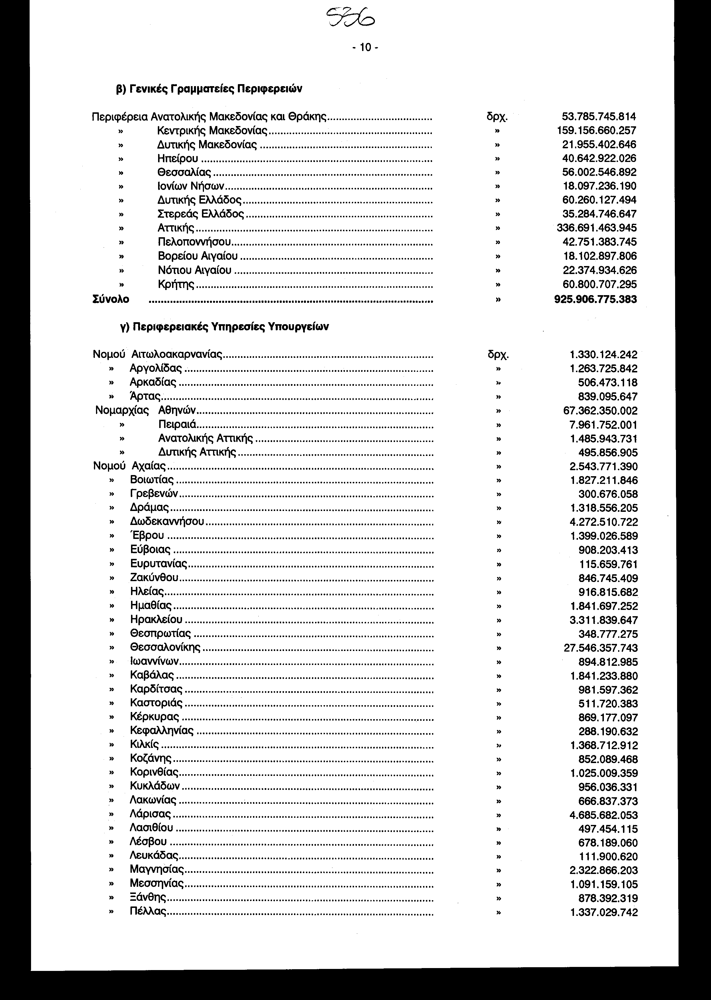 536
- 10 -
β) Γενικές Γραμματείες Περιφερειών
Περιφέρεια Ανατολικής Μακεδονίας και Θράκης........ δρχ. 53.785.745.814
» Κεντρικής Μακεδονίας........ » 159.156.660.257
» Δυτικής Μακεδονίας........ » 21.955.402.646
» Ηπείρου........ » 40.642.922.026
» Θεσσαλίας........ » 56.002.546.892
» Ιονίων Νήσων........ » 18.097.236.190
» Δυτικής Ελλάδος........ » 60.260.127.494
» Στερεάς Ελλάδος........ » 35.284.746.647
» Αττικής........ » 336.691.463.945
» Πελοποννήσου........ » 42.751.383.745
» Βορείου Αιγαίου........ » 18.102.897.806
» Νότιου Αιγαίου........ » 22.374.934.626
» Κρήτης........ » 60.800.707.295
Σύνολο ........ » 925.906.775.383
γ) Περιφερειακές Υπηρεσίες Υπουργείων
Νομού Αιτωλοακαρνανίας........ δρχ. 1.330.124.242
» Αργολίδας........ » 1.263.725.842
» Αρκαδίας........ » 506.473.118
» Άρτας........ » 839.095.647
Νομαρχίας Αθηνών........ » 67.362.350.002
» Πειραιά........ » 7.961.752.001
» Ανατολικής Αττικής........ » 1.485.943.731
» Δυτικής Αττικής........ » 495.856.905
Νομού Αχαίας........ » 2.543.771.390
» Βοιωτίας........ » 1.827.211.846
» Γρεβενών........ » 300.676.058
» Δράμας........ » 1.318.556.205
» Δωδεκαννήσου........ » 4.272.510.722
» Έβρου........ » 1.399.026.589
» Εύβοιας........ » 908.203.413
» Ευρυτανίας........ » 115.659.761
» Ζακύνθου........ » 846.745.409
» Ηλείας........ » 916.815.682
» Ημαθίας........ » 1.841.697.252
» Ηρακλείου........ » 3.311.839.647
» Θεσπρωτίας........ » 348.777.275
» Θεσσαλονίκης........ » 27.546.357.743
» Ιωαννίνων........ » 894.812.985
» Καβάλας........ » 1.841.233.880
» Καρδίτσας........ » 981.597.362
» Καστοριάς........ » 511.720.383
» Κέρκυρας........ » 869.177.097
» Κεφαλληνίας........ » 288.190.632
» Κιλκίς........ » 1.368.712.912
» Κοζάνης........ » 852.089.468
» Κορινθίας........ » 1.025.009.359
» Κυκλάδων........ » 956.036.331
» Λακωνίας........ » 666.837.373
» Λάρισας........ » 4.685.682.053
» Λασιθίου........ » 497.454.115
» Λέσβου........ » 678.189.060
» Λευκάδας........ » 111.900.620
» Μαγνησίας........ » 2.322.866.203
» Μεσσηνίας........ » 1.091.159.105
» Ξάνθης........ » 878.392.319
» Πέλλας........ » 1.337.029.742